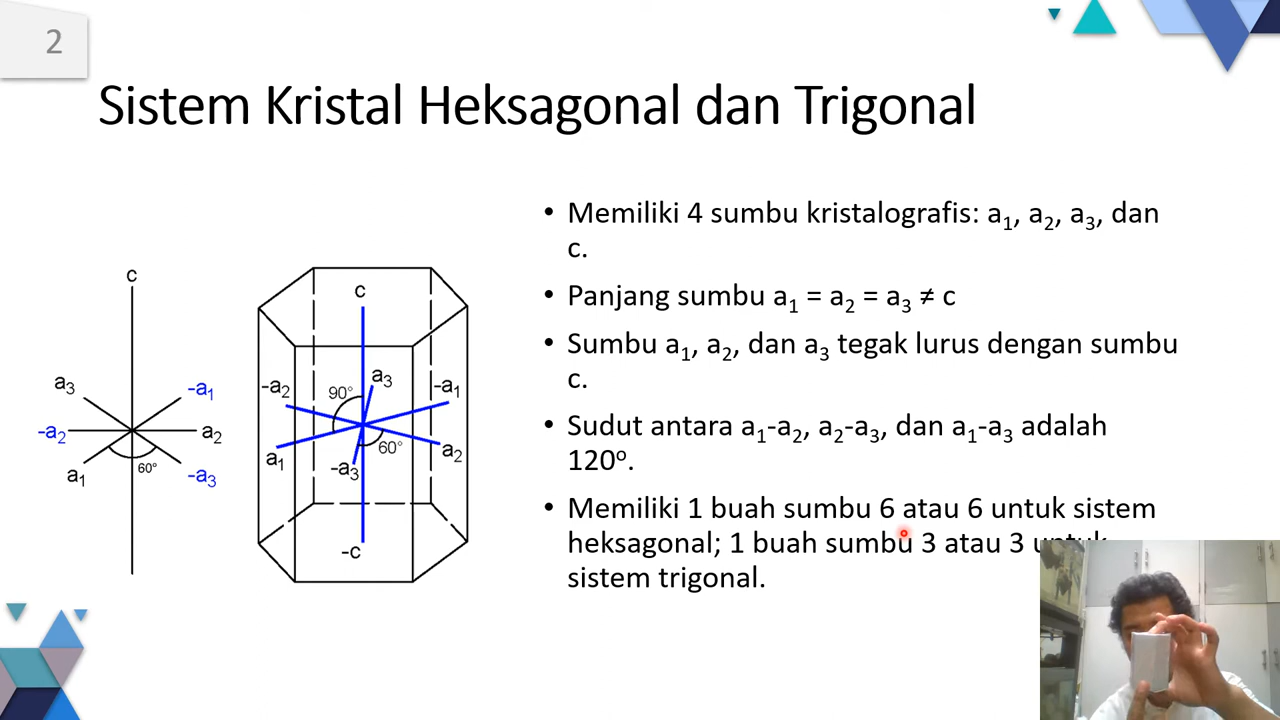 2
Sistem Kristal Heksagonal dan Trigonal
• Memiliki 4 sumbu kristalografis: a₁, a₂, a₃, dan
c.
• Panjang sumbu a₁ = a₂ = a₃ ≠ c
• Sumbu a₁, a₂, dan a₃ tegak lurus dengan sumbu
c.
• Sudut antara a₁-a₂, a₂-a₃, dan a₁-a₃ adalah
120°.
• Memiliki 1 buah sumbu 6 atau 6 untuk sistem
heksagonal; 1 buah sumbu 3 atau 3 untuk
sistem trigonal.
c
a₃
-a₁
-a₂
a₂
a₁
60°
-a₃
c
-a₂
90°
a₃
-a₁
a₁
-a₃
60°
a₂
-c